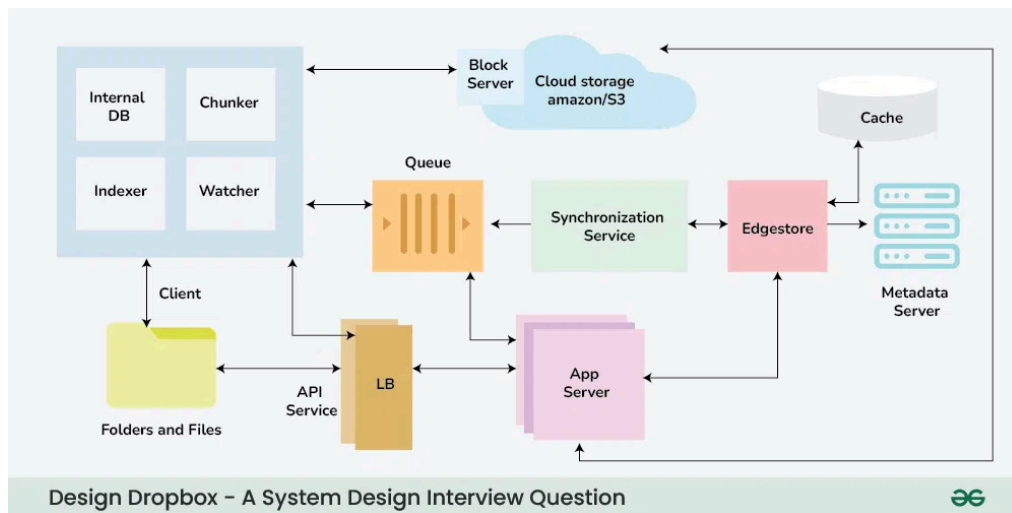 Internal
DB
Chunker
Indexer
Watcher
Block
Server
Cloud storage
amazon/S3
Cache
Queue
Synchronization
Service
Edgestore
Metadata
Server
Client
Folders and Files
API
Service
LB
App
Server
Design Dropbox - A System Design Interview Question